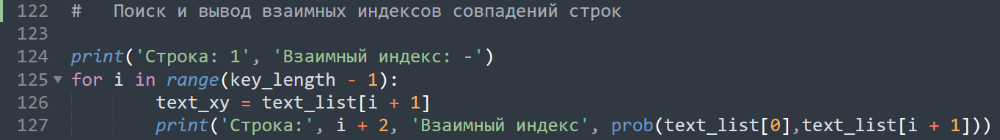 122 #   Поиск и вывод взаимных индексов совпадений строк
123
124 print('Строка: 1', 'Взаимный индекс: -')
125 for i in range(key_length - 1):
126         text_xy = text_list[i + 1]
127         print('Строка:', i + 2, 'Взаимный индекс', prob(text_list[0],text_list[i + 1]))